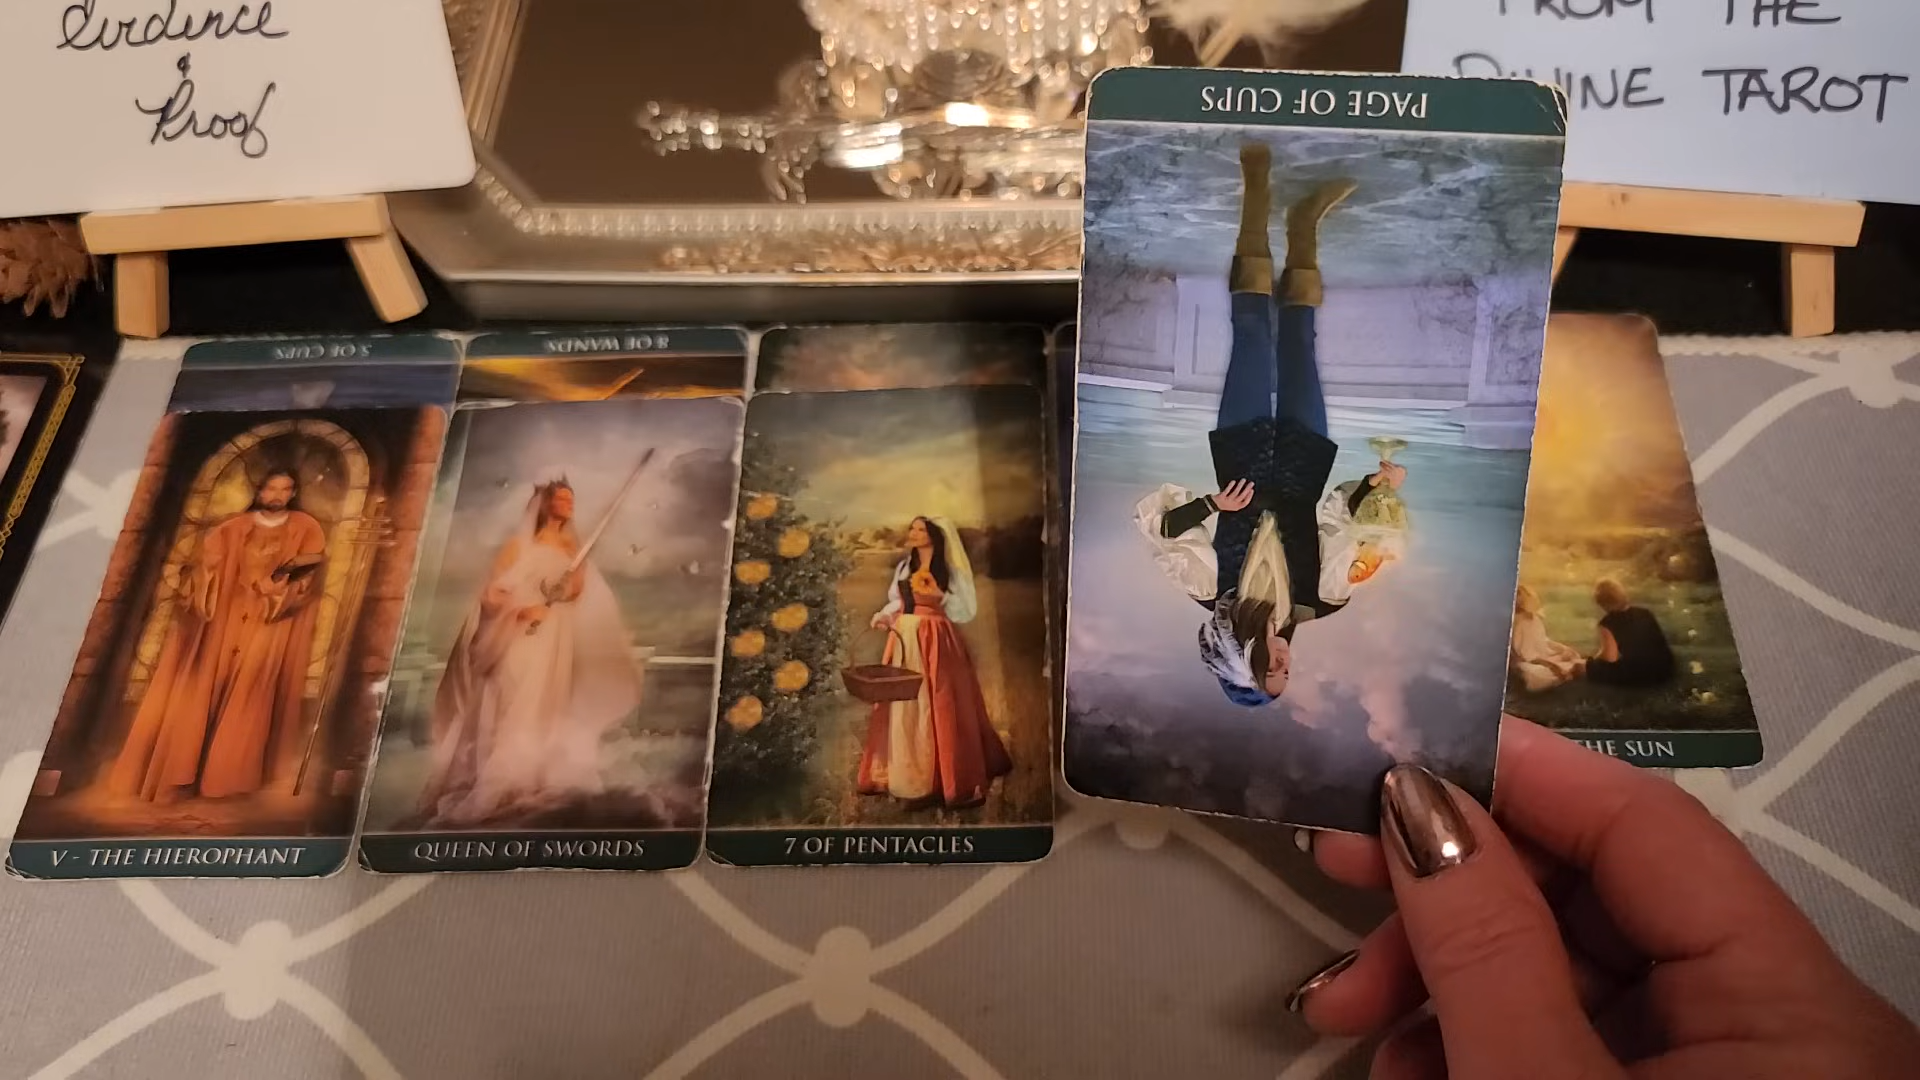 Evidence
&
Proof
FROM THE
DIVINE TAROT
PAGE OF CUPS
5 OF CUPS
8 OF WANDS
V - THE HIEROPHANT
QUEEN OF SWORDS
7 OF PENTACLES
THE SUN